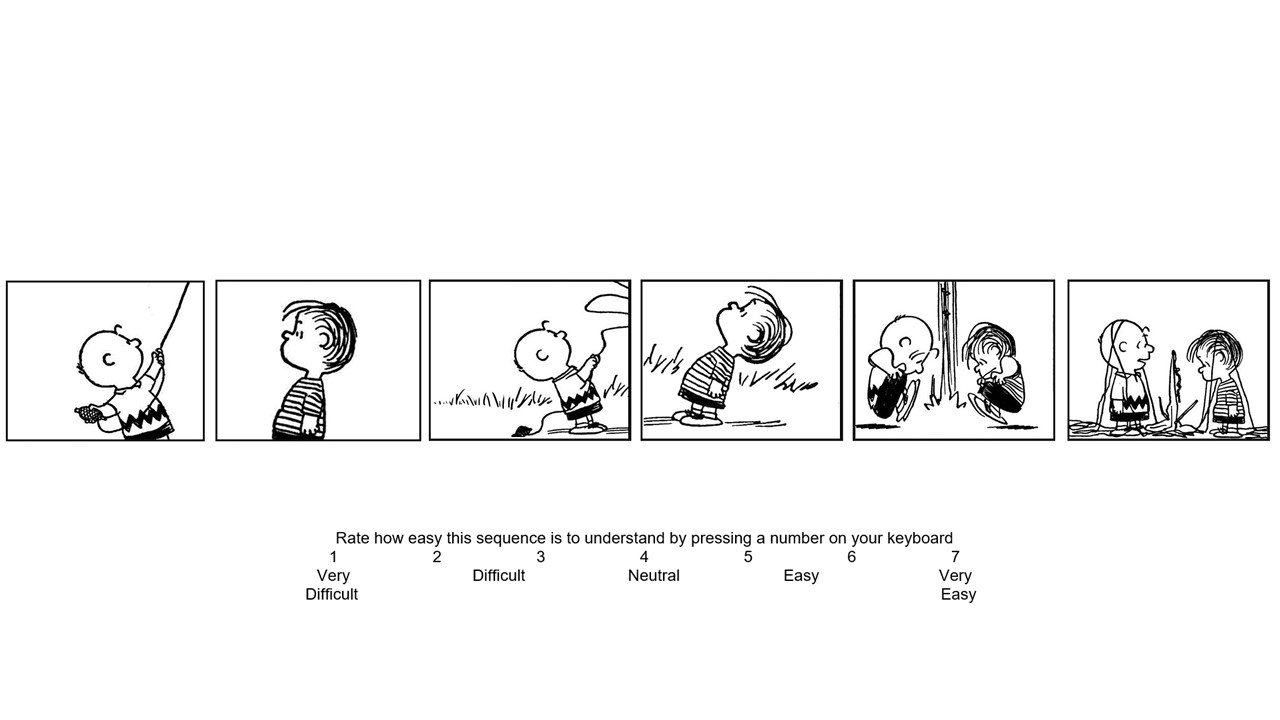 Rate how easy this sequence is to understand by pressing a number on your keyboard
1 2 3 4 5 6 7
Very Difficult Neutral Easy Very
Difficult Easy